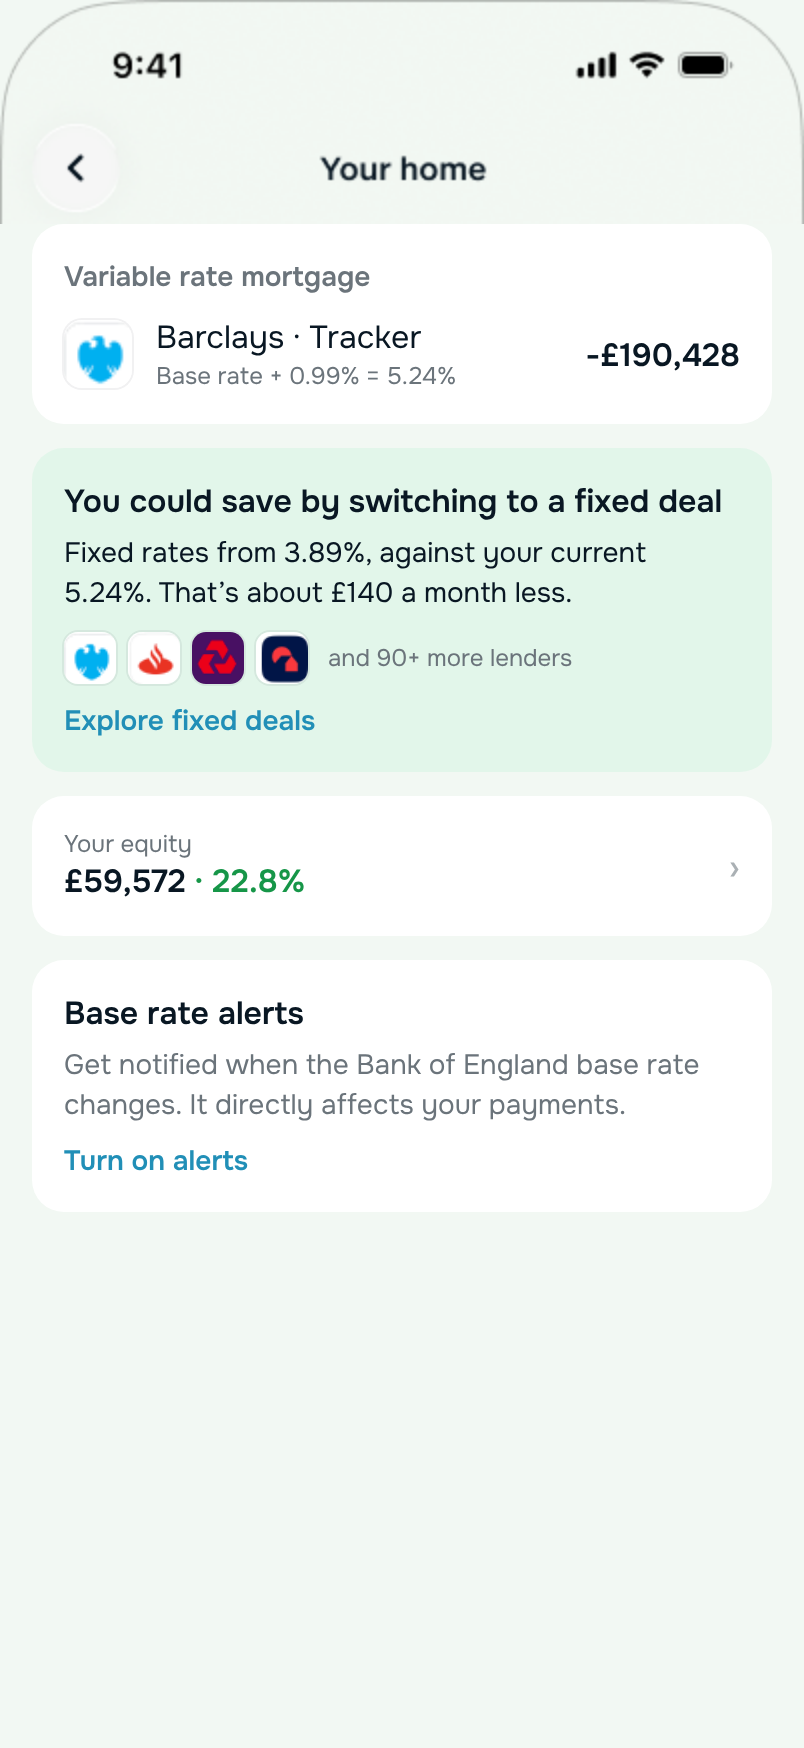 9:41
Your home
Variable rate mortgage
Barclays · Tracker
Base rate + 0.99% = 5.24%
-£190,428
You could save by switching to a fixed deal
Fixed rates from 3.89%, against your current
5.24%. That’s about £140 a month less.
and 90+ more lenders
Explore fixed deals
Your equity
£59,572 · 22.8%
Base rate alerts
Get notified when the Bank of England base rate
changes. It directly affects your payments.
Turn on alerts